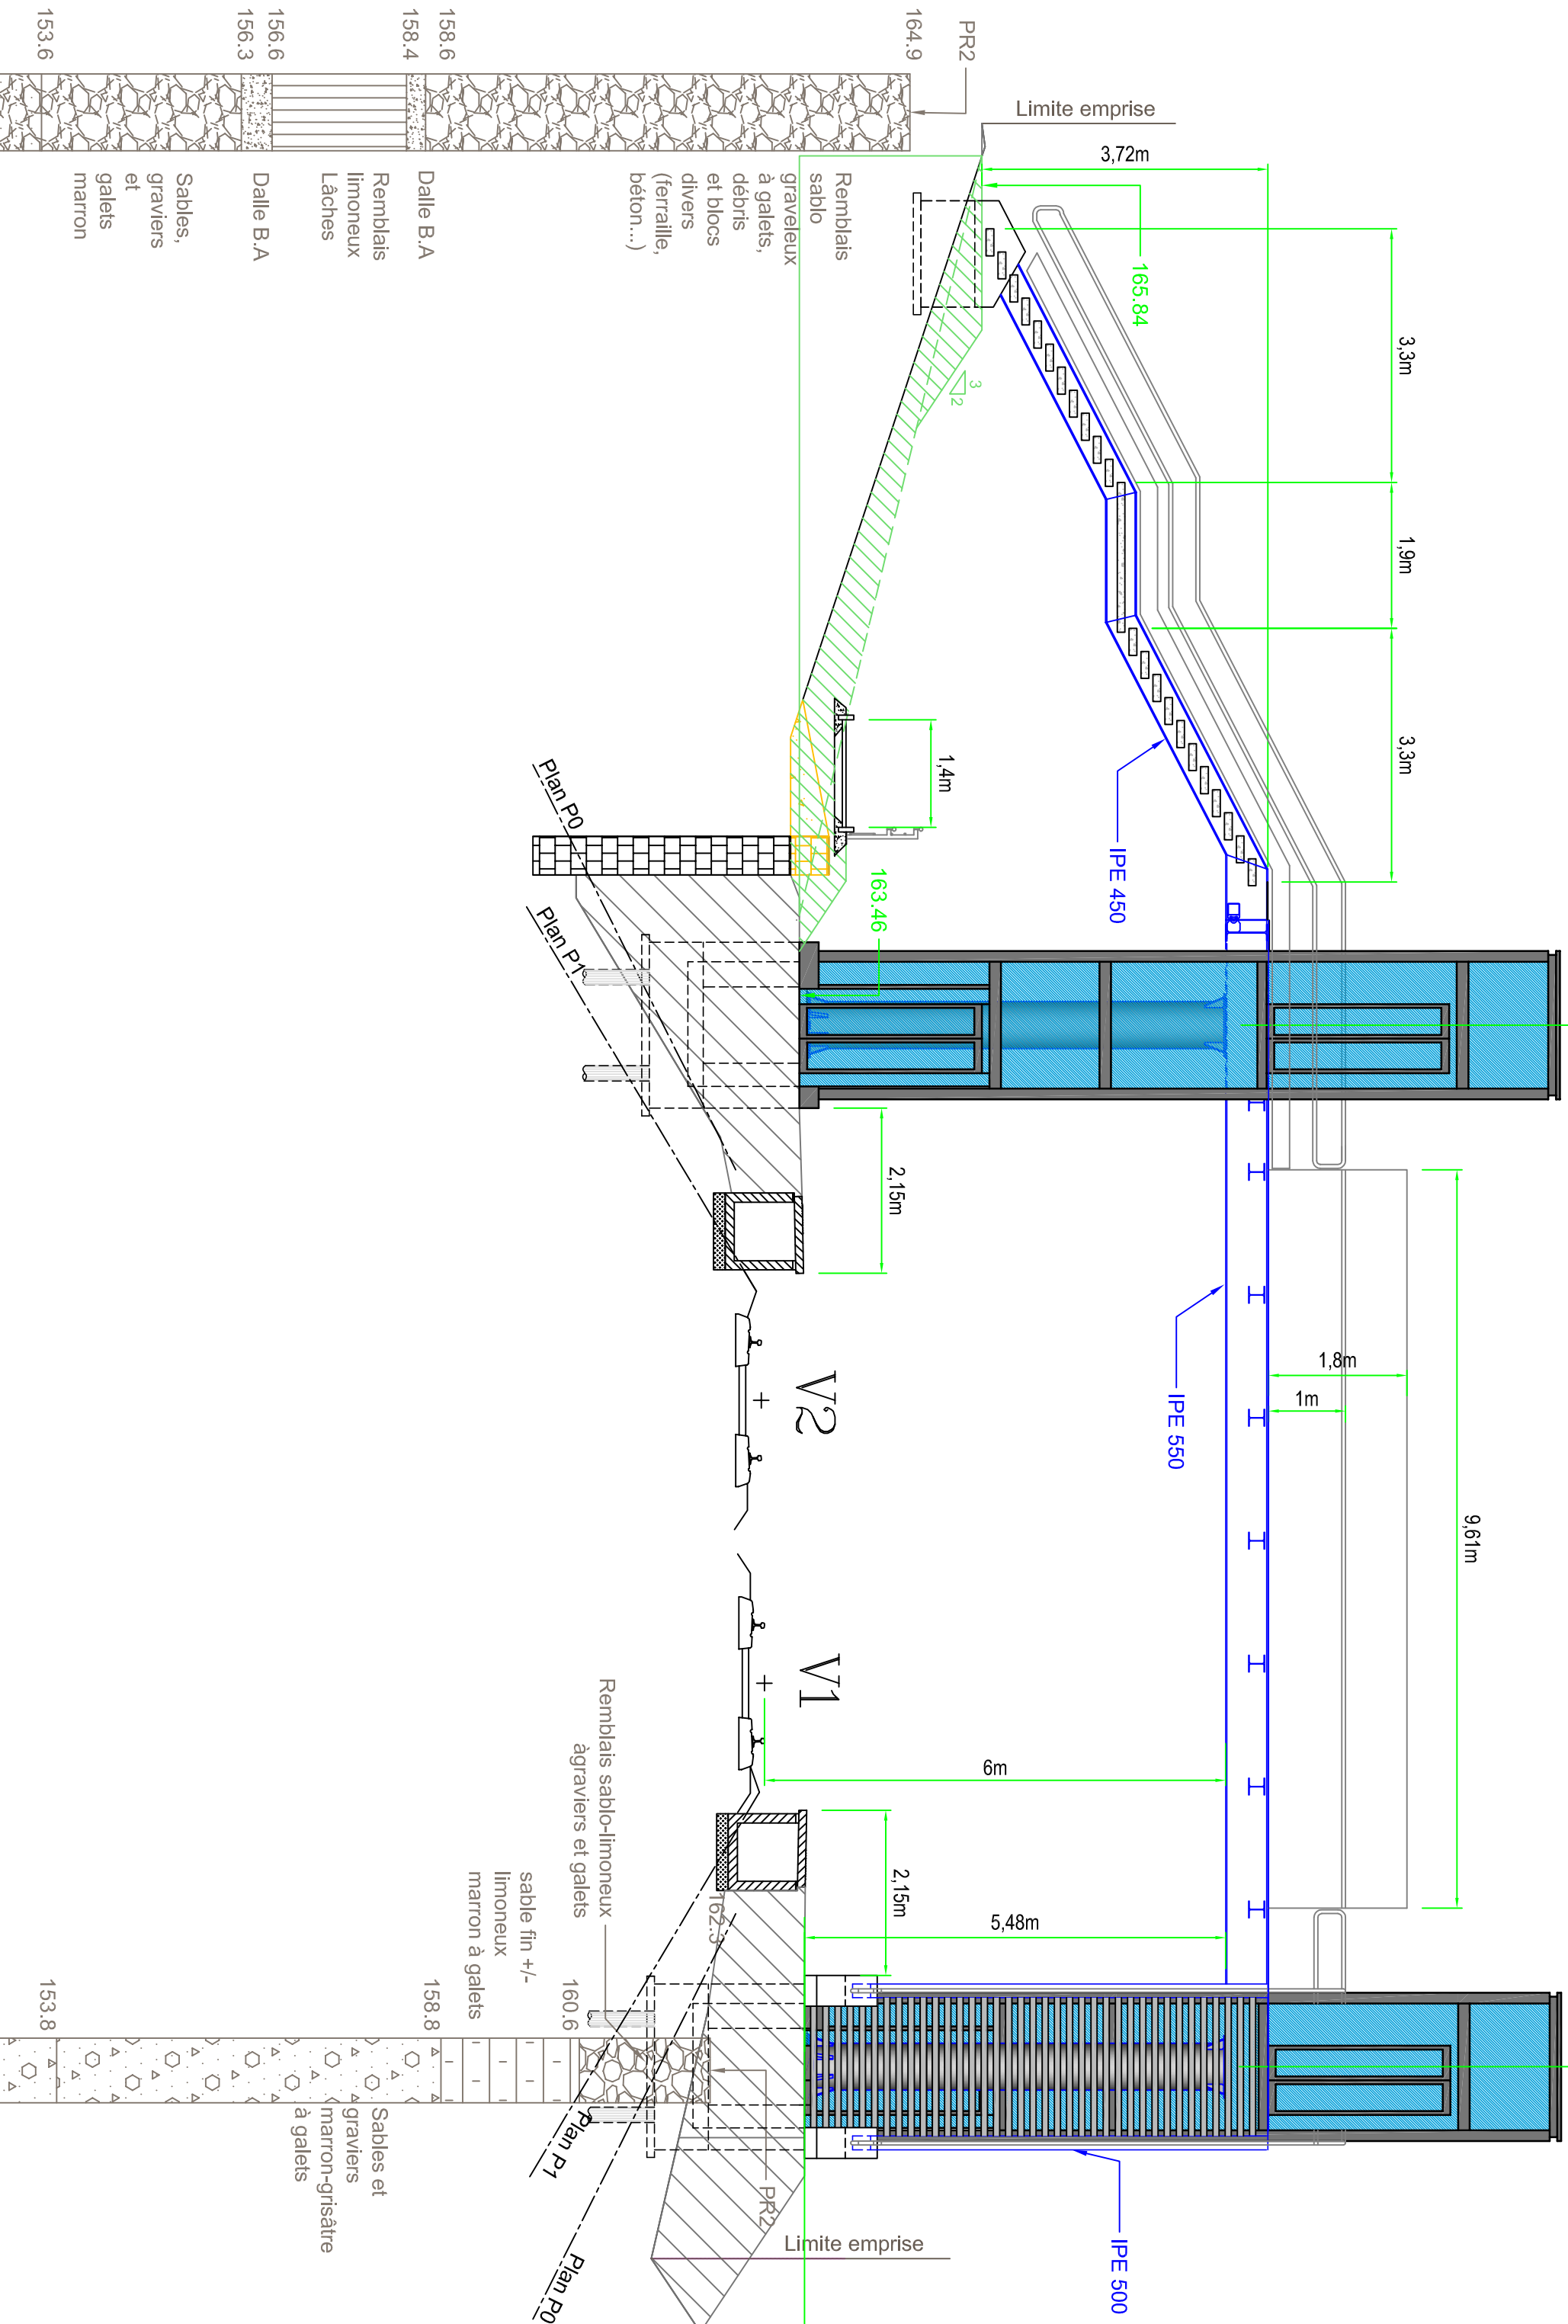 Limite emprise
3,72m
165.84
3,3m
1,9m
3,3m
PR2
164.9
158.6
158.4
156.6
156.3
153.6
Remblais
sablo
graveleux
à galets,
débris
et blocs
divers
(ferraille,
béton...)
Dalle B.A
Remblais
limoneux
Lâches
Dalle B.A
Sables,
graviers
et
galets
marron
3
2
1,4m
IPE 450
163.46
Plan P0
Plan P1
2,15m
9,61m
1,8m
1m
IPE 550
V2
V1
6m
5,48m
2,15m
162.3
Remblais sablo-limoneux
àgraviers et galets
sable fin +/-
limoneux
marron à galets
160.6
158.8
153.8
Sables et
graviers
marron-grisâtre
à galets
Plan P1
Plan P0
PR2
Limite emprise
IPE 500